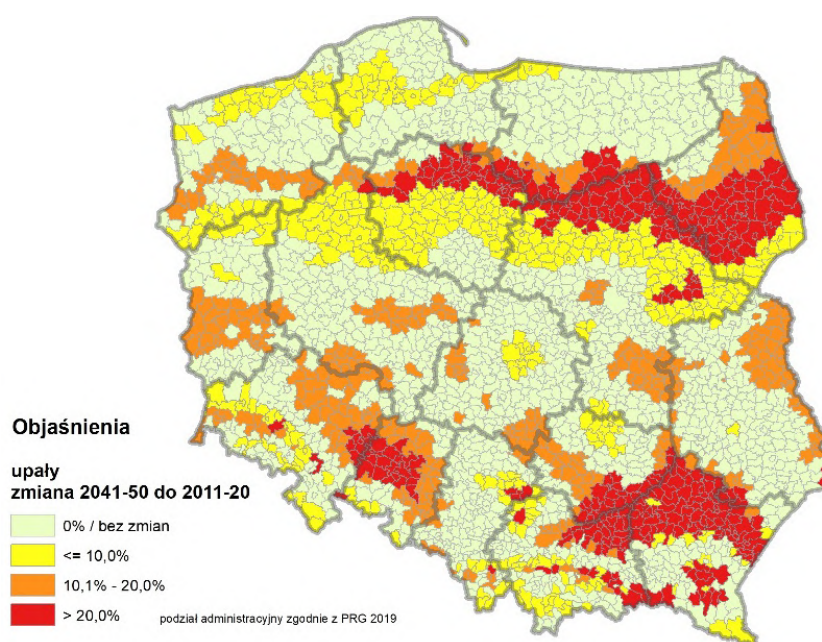 Objaśnienia
upały
zmiana 2041-50 do 2011-20
0% / bez zmian
<= 10,0%
10,1% - 20,0%
> 20,0%
podział administracyjny zgodnie z PRG 2019